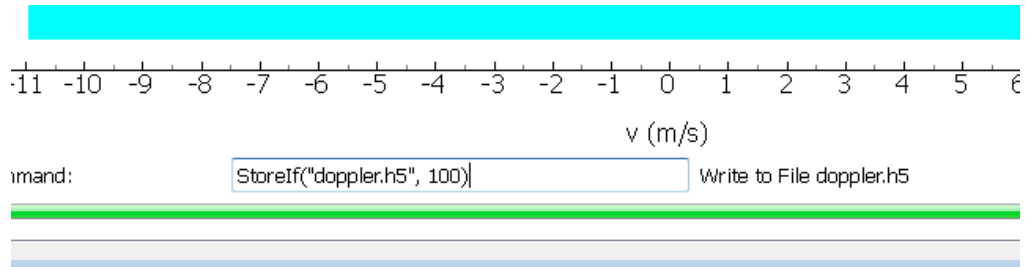 -11 -10 -9 -8 -7 -6 -5 -4 -3 -2 -1 0 1 2 3 4 5 6
v (m/s)
mmand: StoreIf("doppler.h5", 100) Write to File doppler.h5